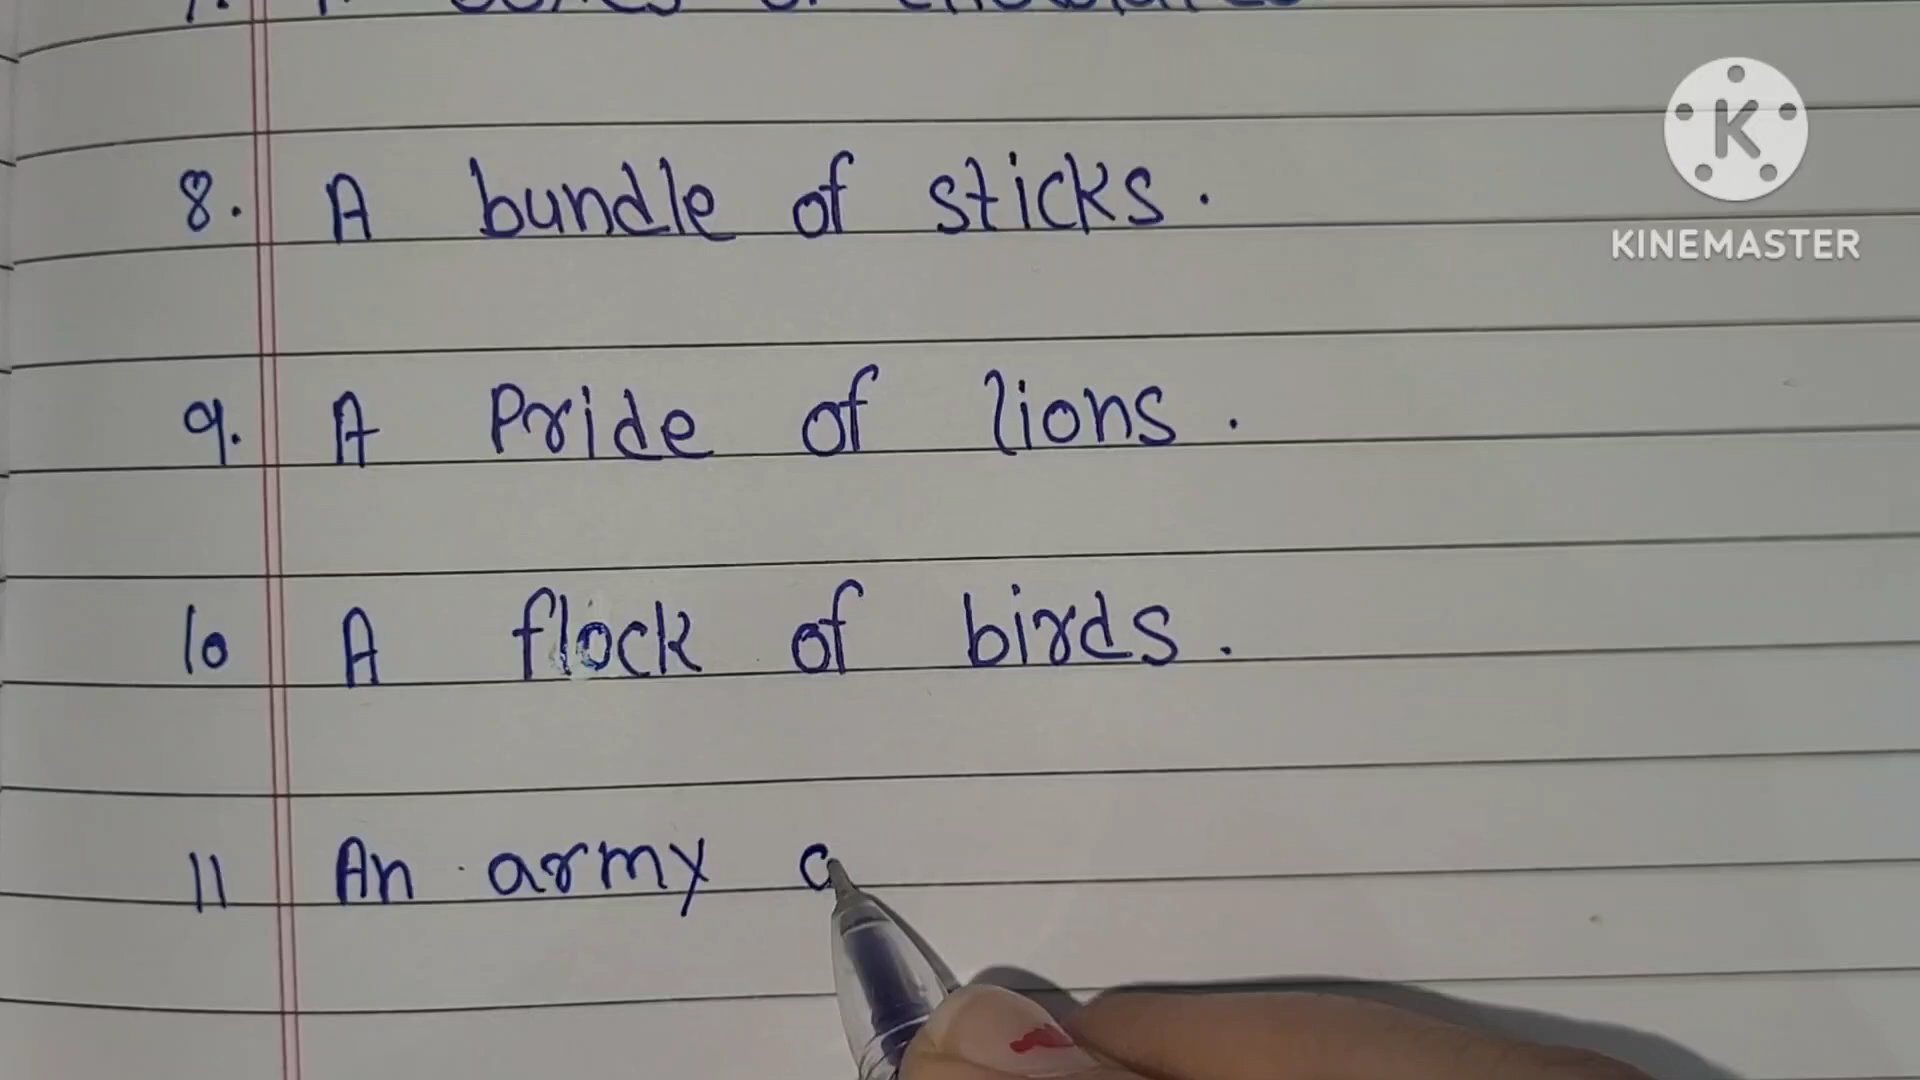 8. A bundle of sticks.
9. A Pride of lions.
10 A flock of birds.
11 An army
KINEMASTER